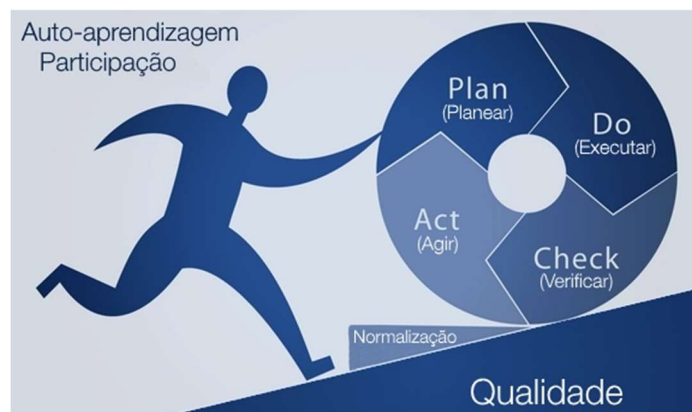 Auto-aprendizagem
Participação
Plan
(Planear)
Do
(Executar)
Act
(Agir)
Check
(Verificar)
Normalização
Qualidade